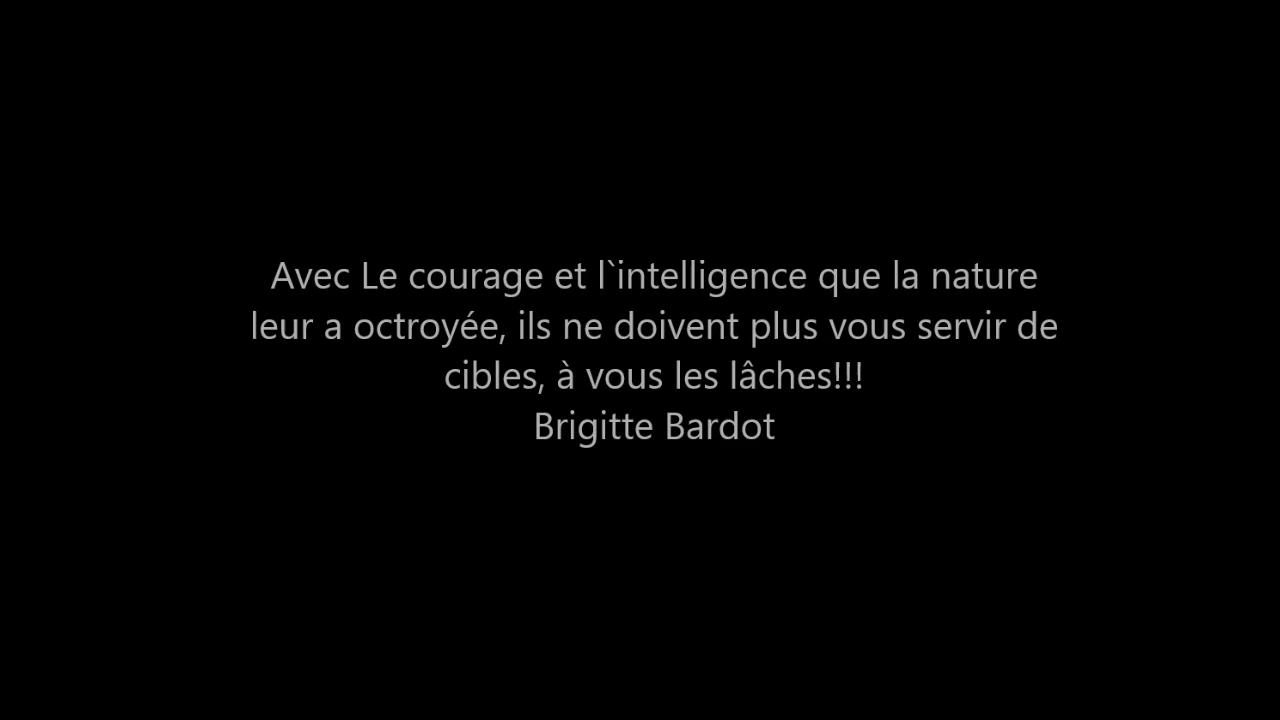 Avec Le courage et l`intelligence que la nature
leur a octroyée, ils ne doivent plus vous servir de
cibles, à vous les lâches!!!
Brigitte Bardot